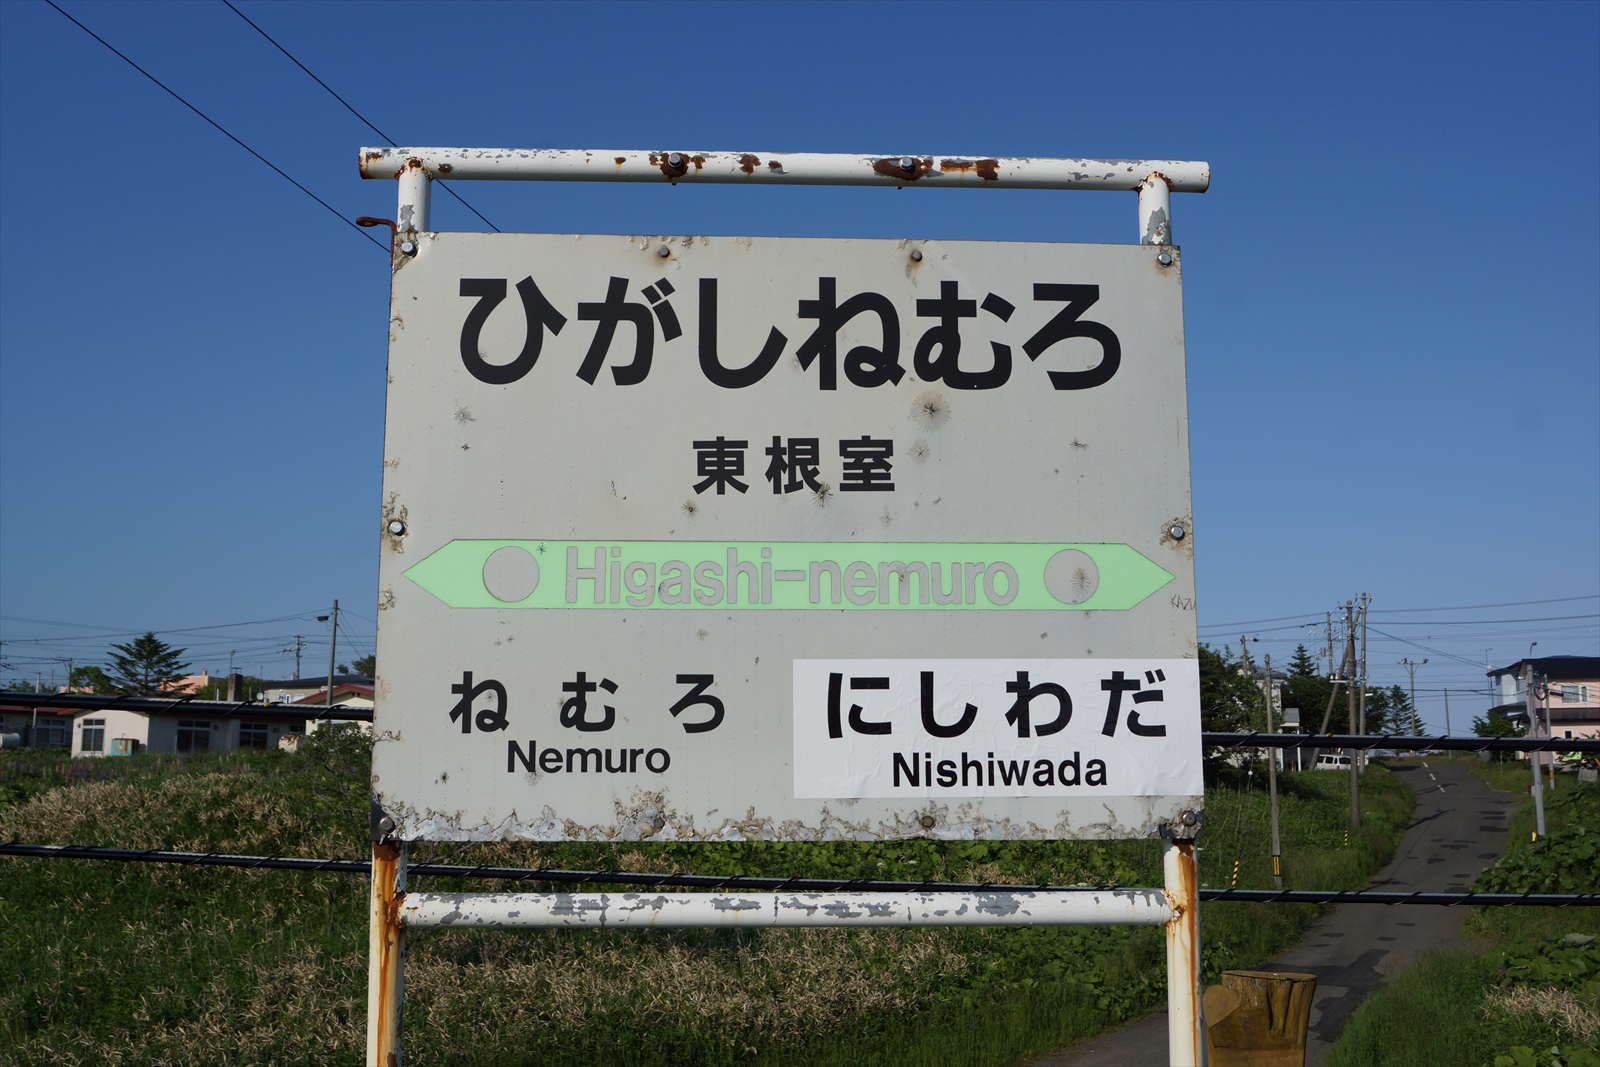 ひがしねむろ
東根室
Higashi-nemuro
ねむろ
Nemuro
にしわだ
Nishiwada
KAZU